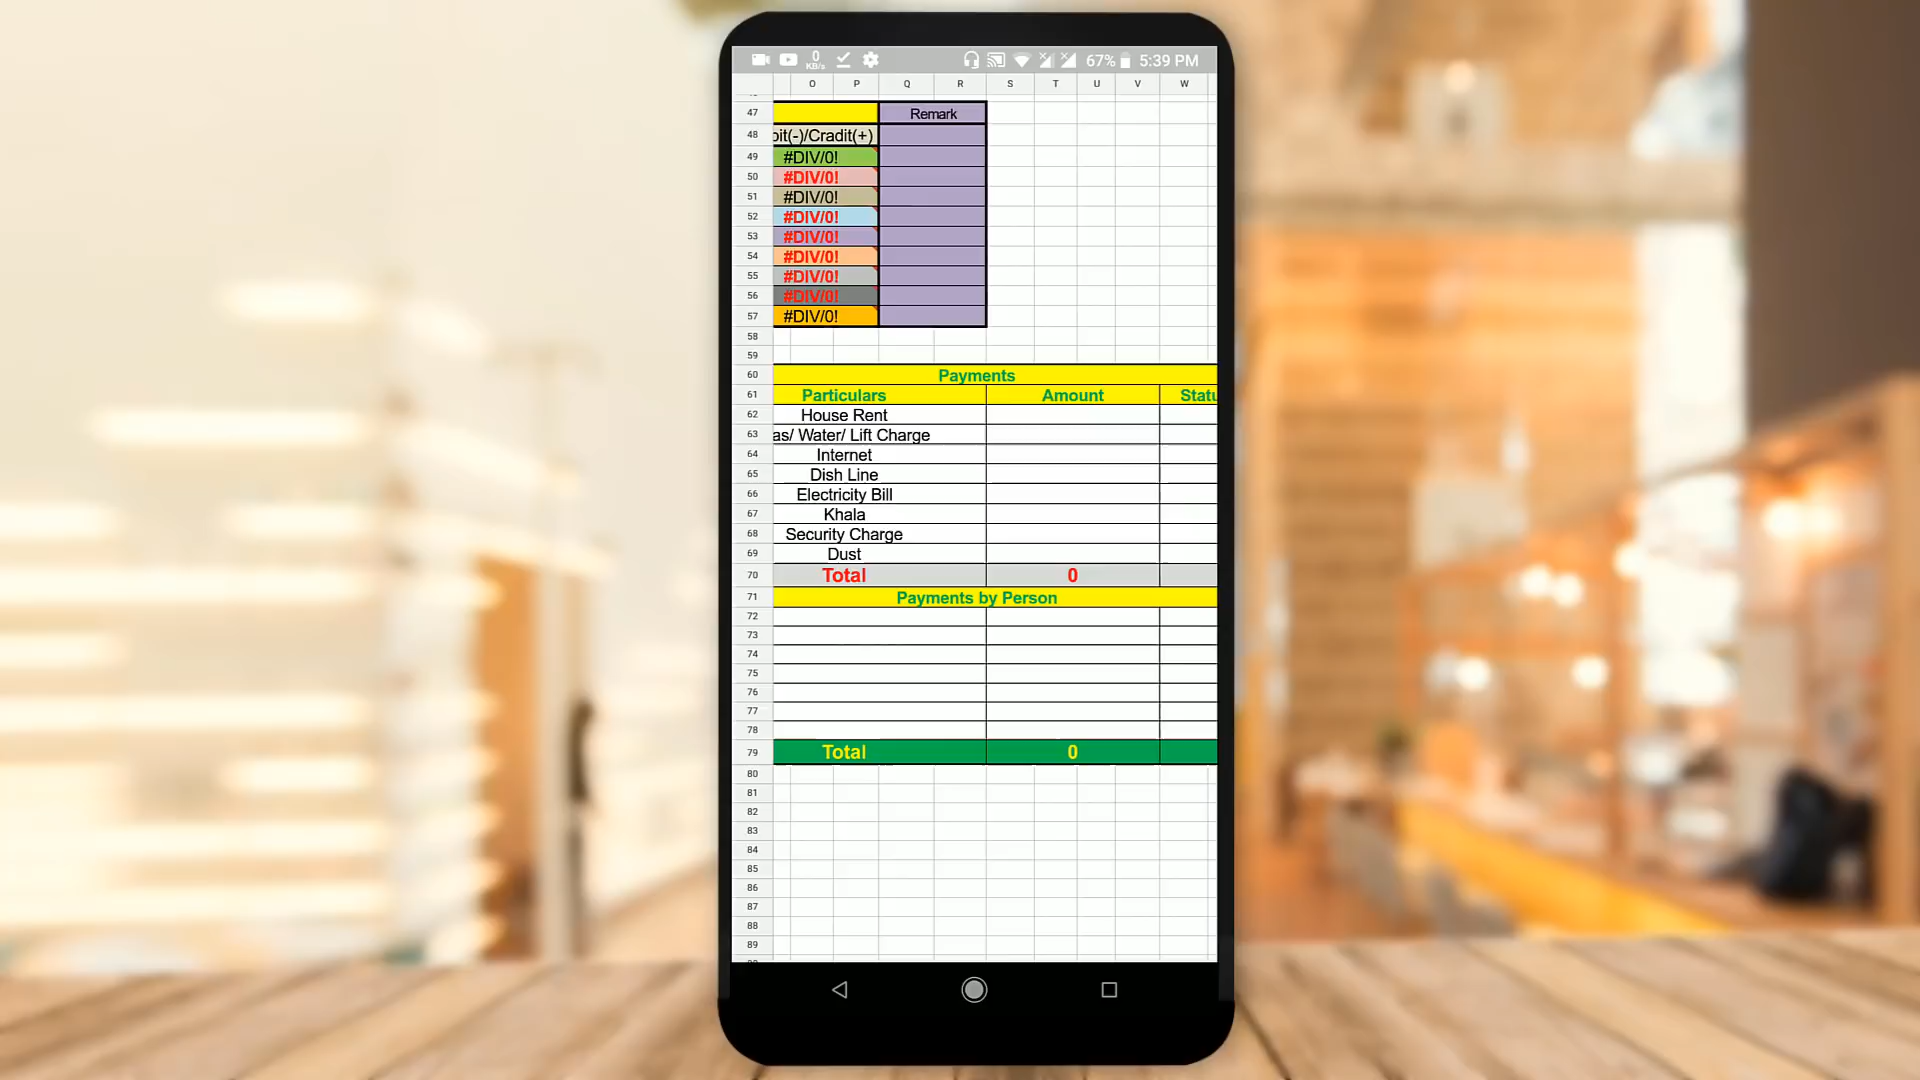 0 KB/s 67% 5:39 PM
O P Q R S T U V W
47 Remark
48 bit(-)/Cradit(+)
49 #DIV/0!
50 #DIV/0!
51 #DIV/0!
52 #DIV/0!
53 #DIV/0!
54 #DIV/0!
55 #DIV/0!
56 #DIV/0!
57 #DIV/0!
58
59
60 Payments
61 Particulars Amount Statu
62 House Rent
63 as/ Water/ Lift Charge
64 Internet
65 Dish Line
66 Electricity Bill
67 Khala
68 Security Charge
69 Dust
70 Total 0
71 Payments by Person
72
73
74
75
76
77
78
79 Total 0
80
81
82
83
84
85
86
87
88
89